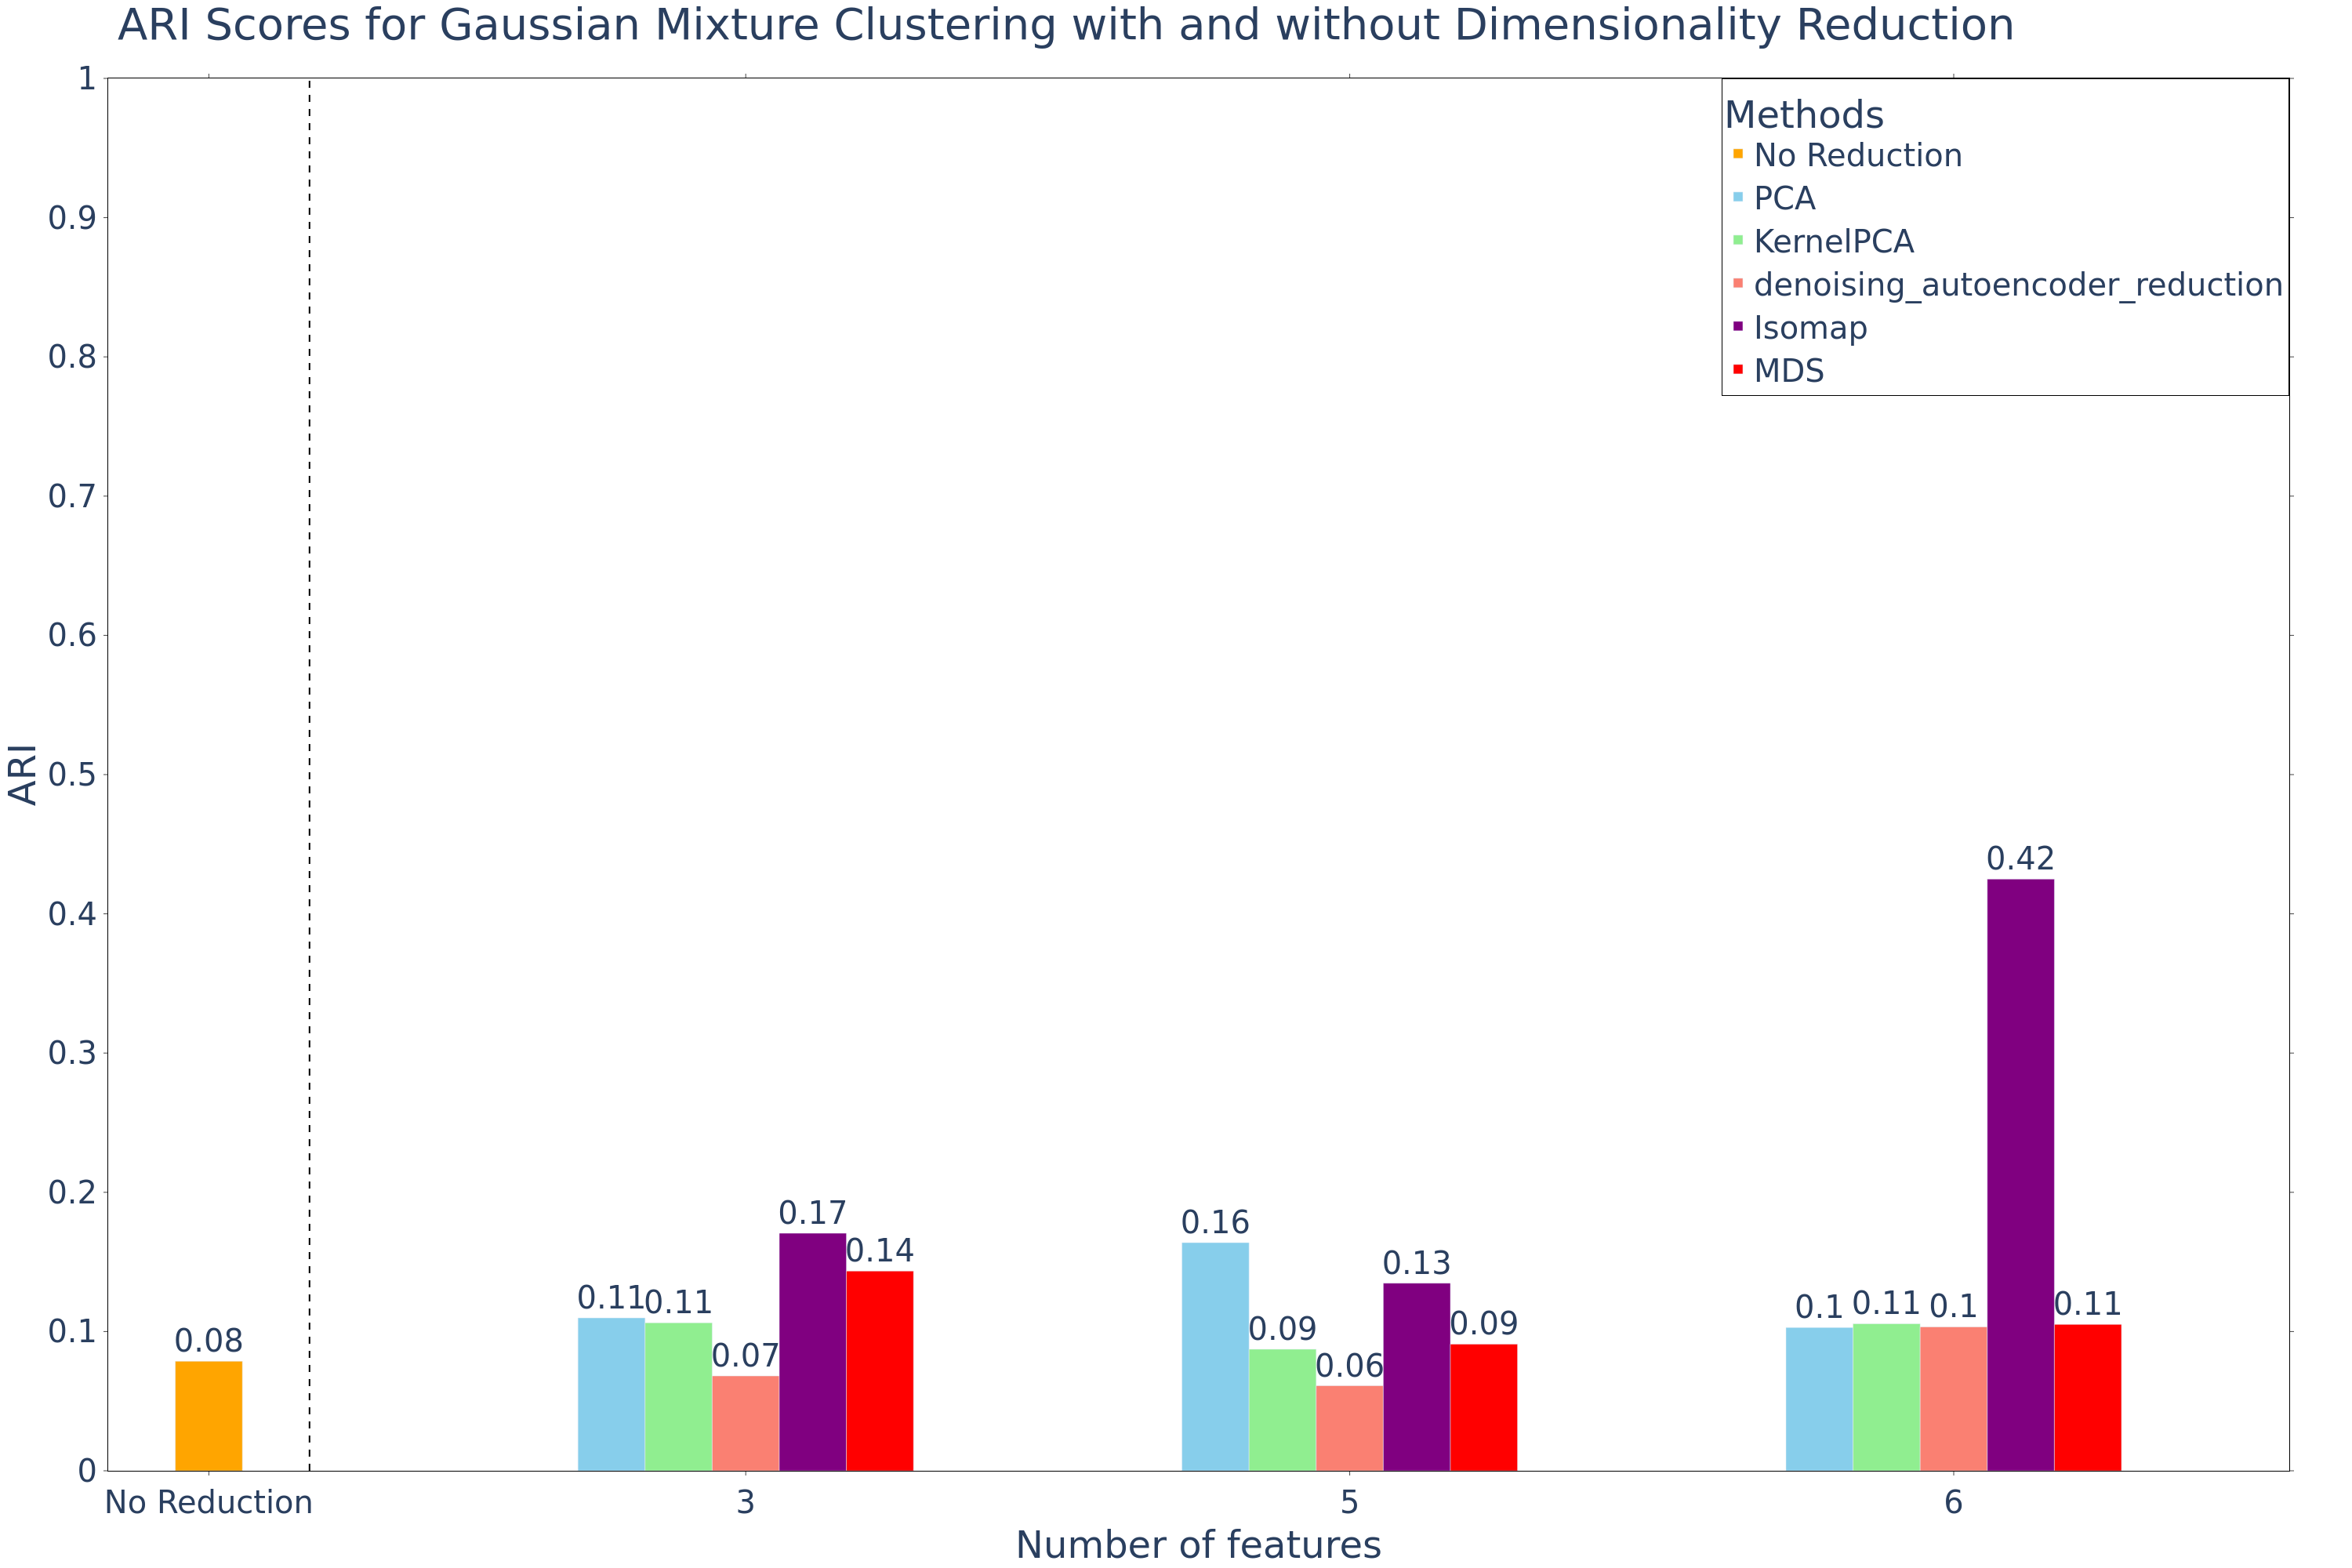 ARI Scores for Gaussian Mixture Clustering with and without Dimensionality Reduction
Methods
No Reduction
PCA
KernelPCA
denoising_autoencoder_reduction
Isomap
MDS
ARI
1
0.9
0.8
0.7
0.6
0.5
0.4
0.3
0.2
0.1
0
0.08
0.11
0.11
0.07
0.17
0.14
0.16
0.09
0.06
0.13
0.09
0.1
0.11
0.1
0.42
0.11
No Reduction
3
5
6
Number of features